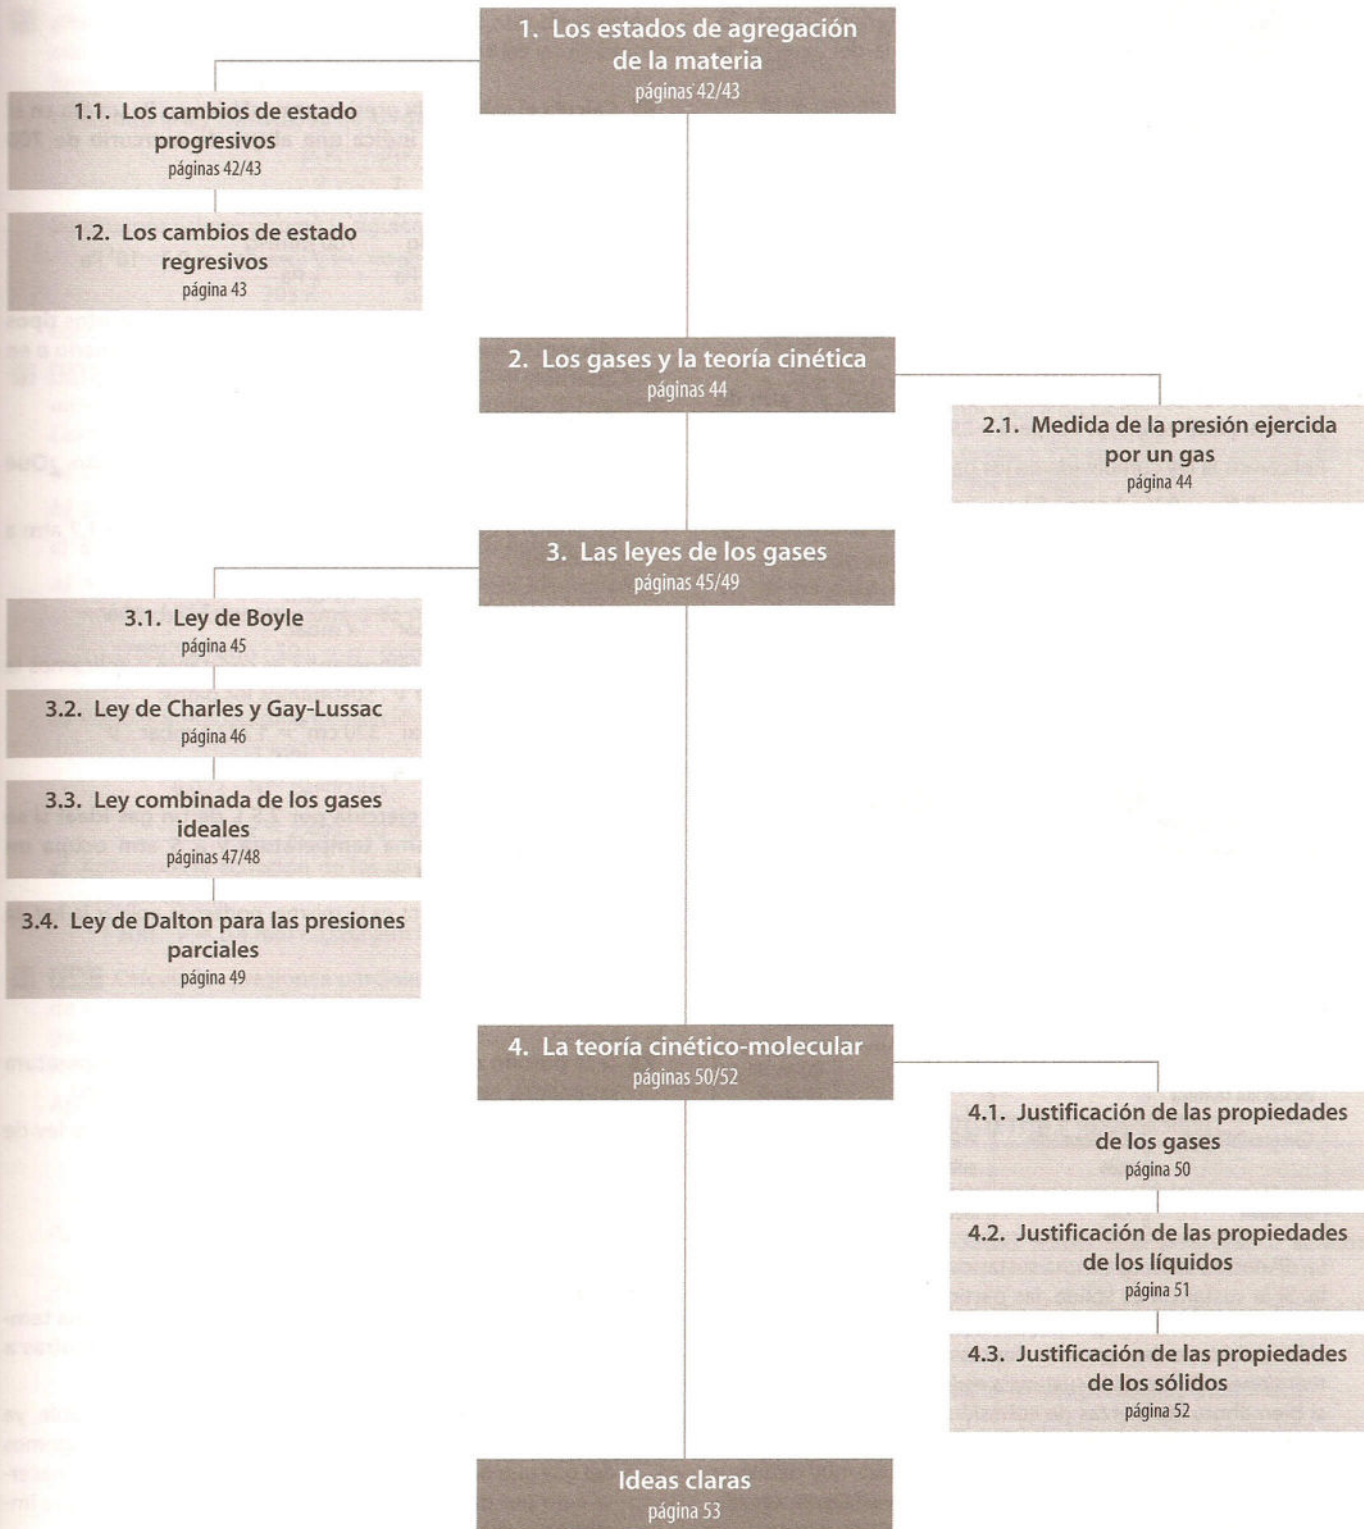 1. Los estados de agregación
de la materia
páginas 42/43
1.1. Los cambios de estado
progresivos
páginas 42/43
1.2. Los cambios de estado
regresivos
página 43
2. Los gases y la teoría cinética
páginas 44
2.1. Medida de la presión ejercida
por un gas
página 44
3. Las leyes de los gases
páginas 45/49
3.1. Ley de Boyle
página 45
3.2. Ley de Charles y Gay-Lussac
página 46
3.3. Ley combinada de los gases
ideales
páginas 47/48
3.4. Ley de Dalton para las presiones
parciales
página 49
4. La teoría cinético-molecular
páginas 50/52
4.1. Justificación de las propiedades
de los gases
página 50
4.2. Justificación de las propiedades
de los líquidos
página 51
4.3. Justificación de las propiedades
de los sólidos
página 52
Ideas claras
página 53